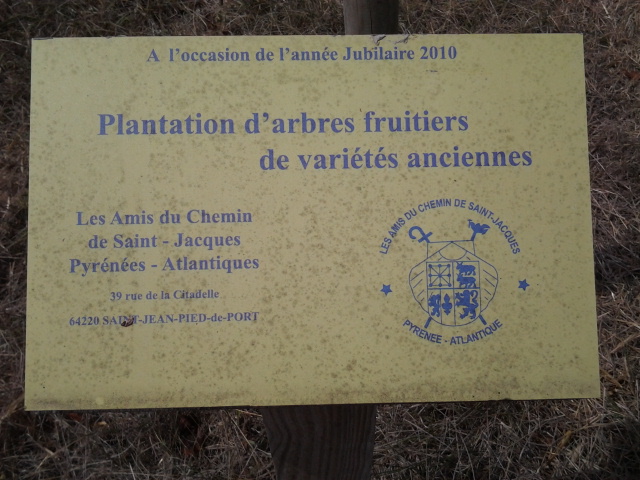 A l'occasion de l'année Jubilaire 2010
Plantation d'arbres fruitiers
de variétés anciennes
Les Amis du Chemin
de Saint - Jacques
Pyrénées - Atlantiques
39 rue de la Citadelle
64220 SAINT-JEAN-PIED-de-PORT
LES AMIS DU CHEMIN DE SAINT-JACQUES
PYRENEE - ATLANTIQUE